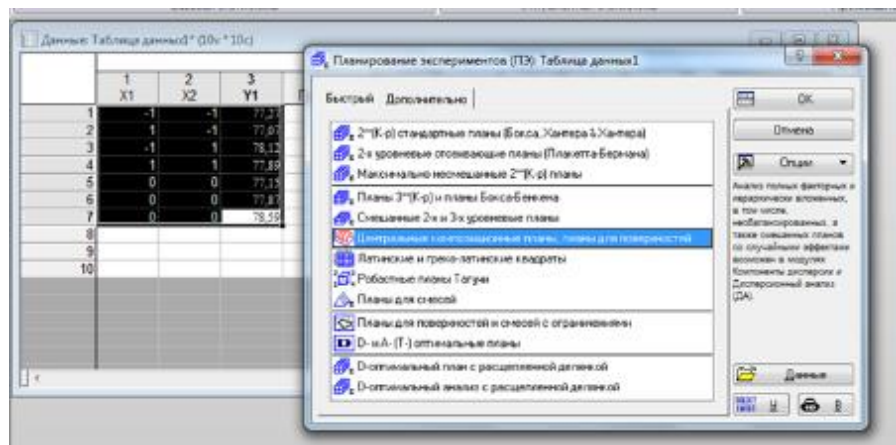 Данные: Таблица данных1* (10v * 10c)
1 2 3
X1 X2 Y1
1 -1 -1 77,27
2 1 -1 77,07
3 -1 1 78,12
4 1 1 77,89
5 0 0 77,15
6 0 0 77,87
7 0 0 78,59
8
9
10
Планирование экспериментов (ПЭ): Таблица данных1
Быстрый Дополнительно
2**(K-p) стандартные планы (Бокса, Хантера & Хантера)
2-х уровневые отсеивающие планы (Плакетта-Бермана)
Максимально несмешанные 2**(K-p) планы
Планы 3**(K-p) и планы Бокса-Бенкена
Смешанные 2-х и 3-х уровневые планы
Центральные композиционные планы, планы для поверхностей
Латинские и греко-латинские квадраты
Робастные планы Тагучи
Планы для смесей
Планы для поверхностей и смесей с ограничениями
D- и A- (T-) оптимальные планы
D-оптимальный план с расщепленной делянкой
D-оптимальный анализ с расщепленной делянкой
OK
Отмена
Опции
Анализ полных факторных и
иерархически вложенных,
в том числе,
несбалансированных, а
также смешанных планов
со случайными эффектами
возможен в модулях
Компоненты дисперсии и
Дисперсионный анализ
(ДА).
Данные